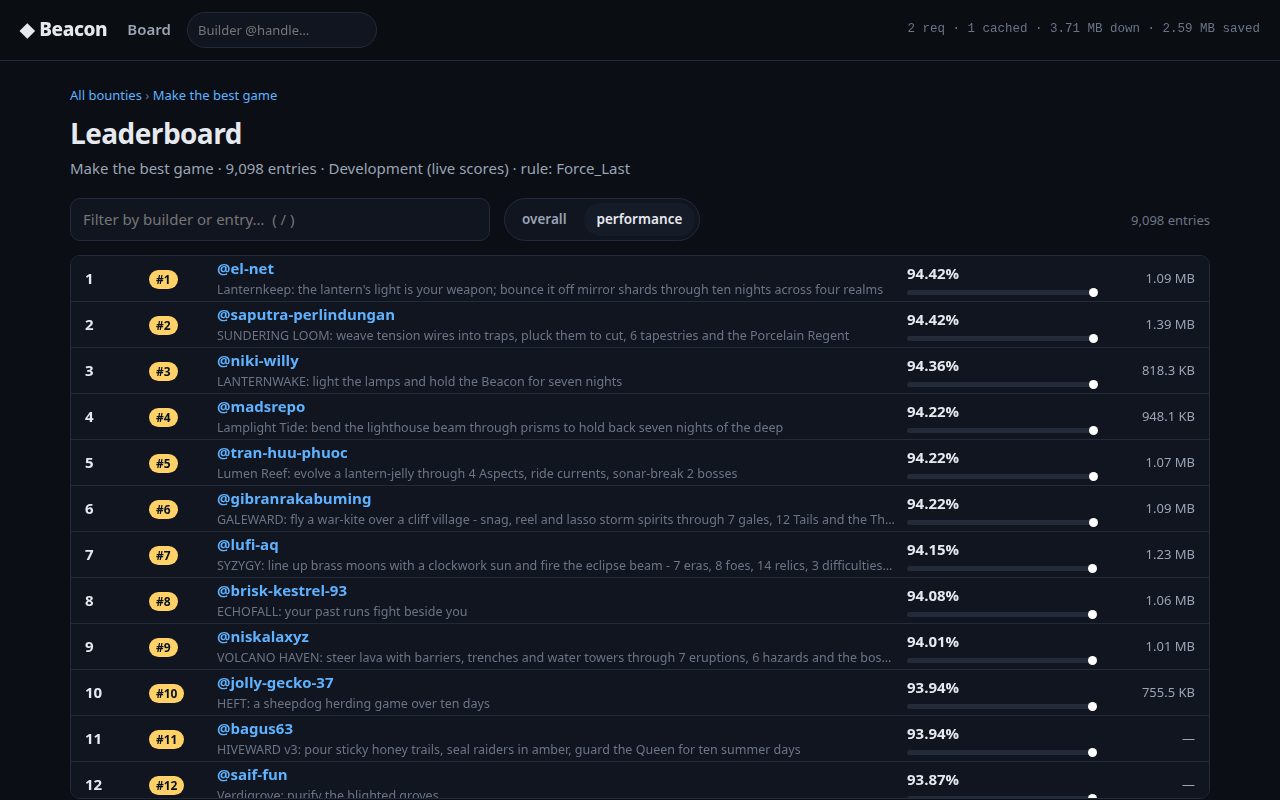 ◆ Beacon Board Builder @handle... 2 req · 1 cached · 3.71 MB down · 2.59 MB saved
All bounties › Make the best game
Leaderboard
Make the best game · 9,098 entries · Development (live scores) · rule: Force_Last
Filter by builder or entry... ( / ) overall performance 9,098 entries
1 #1 @el-net 94.42% 1.09 MB
Lanternkeep: the lantern's light is your weapon; bounce it off mirror shards through ten nights across four realms
2 #2 @saputra-perlindungan 94.42% 1.39 MB
SUNDERING LOOM: weave tension wires into traps, pluck them to cut, 6 tapestries and the Porcelain Regent
3 #3 @niki-willy 94.36% 818.3 KB
LANTERNWAKE: light the lamps and hold the Beacon for seven nights
4 #4 @madsrepo 94.22% 948.1 KB
Lamplight Tide: bend the lighthouse beam through prisms to hold back seven nights of the deep
5 #5 @tran-huu-phuoc 94.22% 1.07 MB
Lumen Reef: evolve a lantern-jelly through 4 Aspects, ride currents, sonar-break 2 bosses
6 #6 @gibranrakabuming 94.22% 1.09 MB
GALEWARD: fly a war-kite over a cliff village - snag, reel and lasso storm spirits through 7 gales, 12 Tails and the Th...
7 #7 @lufi-aq 94.15% 1.23 MB
SYZYGY: line up brass moons with a clockwork sun and fire the eclipse beam - 7 eras, 8 foes, 14 relics, 3 difficulties...
8 #8 @brisk-kestrel-93 94.08% 1.06 MB
ECHOFALL: your past runs fight beside you
9 #9 @niskalaxyz 94.01% 1.01 MB
VOLCANO HAVEN: steer lava with barriers, trenches and water towers through 7 eruptions, 6 hazards and the bos...
10 #10 @jolly-gecko-37 93.94% 755.5 KB
HEFT: a sheepdog herding game over ten days
11 #11 @bagus63 93.94% —
HIVEWARD v3: pour sticky honey trails, seal raiders in amber, guard the Queen for ten summer days
12 #12 @saif-fun 93.87% —
Verdigrove: purify the blighted groves